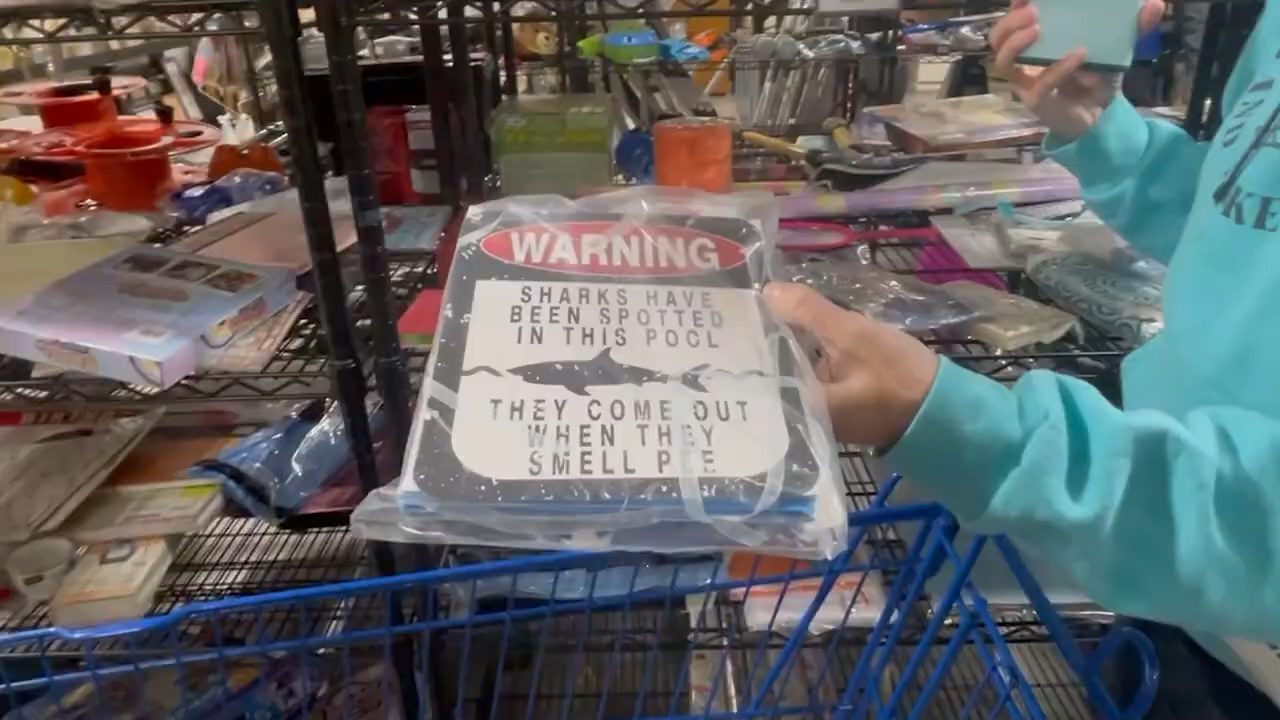 WARNING
SHARKS HAVE
BEEN SPOTTED
IN THIS POOL
THEY COME OUT
WHEN THEY
SMELL PEE